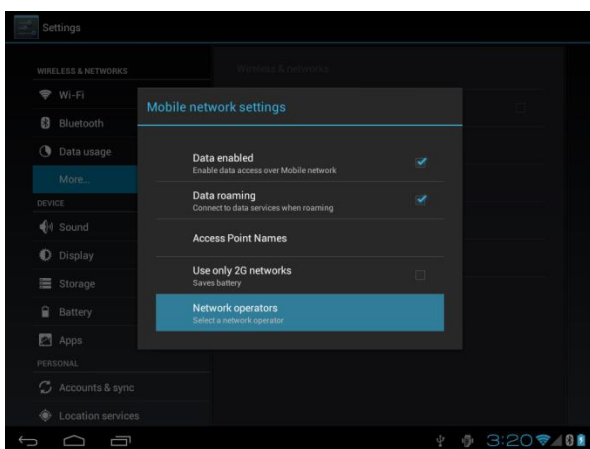 Settings
WIRELESS & NETWORKS
Wireless & networks
Wi-Fi
Bluetooth
Data usage
More...
DEVICE
Sound
Display
Storage
Battery
Apps
PERSONAL
Accounts & sync
Location services
Mobile network settings
Data enabled
Enable data access over Mobile network
Data roaming
Connect to data services when roaming
Access Point Names
Use only 2G networks
Saves battery
Network operators
Select a network operator
3:20